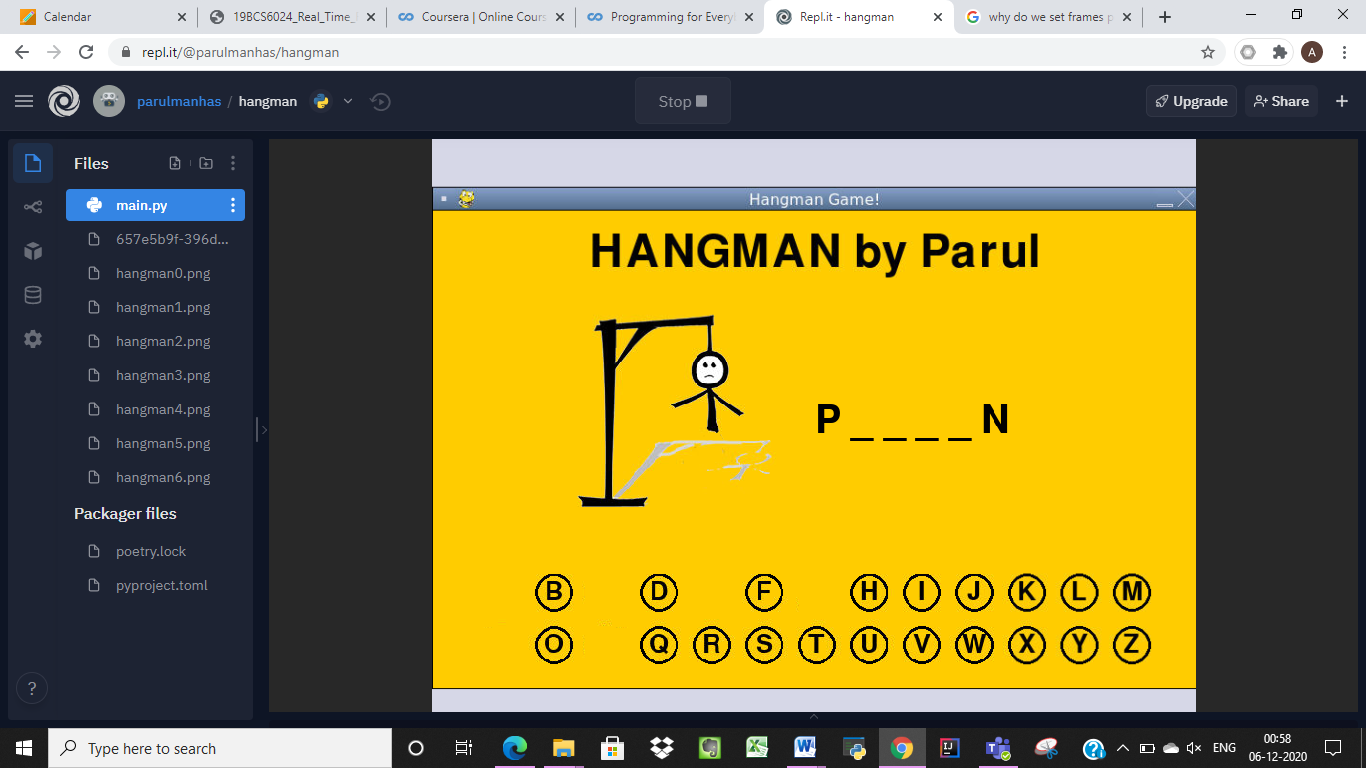 Calendar
19BCS6024_Real_Time_
Coursera | Online Cours
Programming for Everyb
Repl.it - hangman
why do we set frames p
repl.it/@parulmanhas/hangman
A
parulmanhas / hangman
Stop
Upgrade
Share
Files
main.py
657e5b9f-396d...
hangman0.png
hangman1.png
hangman2.png
hangman3.png
hangman4.png
hangman5.png
hangman6.png
Packager files
poetry.lock
pyproject.toml
?
Hangman Game!
HANGMAN by Parul
P _ _ _ _ N
B D F H I J K L M
O Q R S T U V W X Y Z
Type here to search
ENG
00:58
06-12-2020